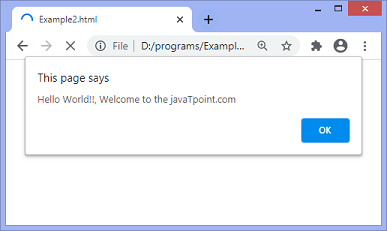 Example2.html
File D:/programs/Exampl...
This page says
Hello World!!, Welcome to the javaTpoint.com
OK